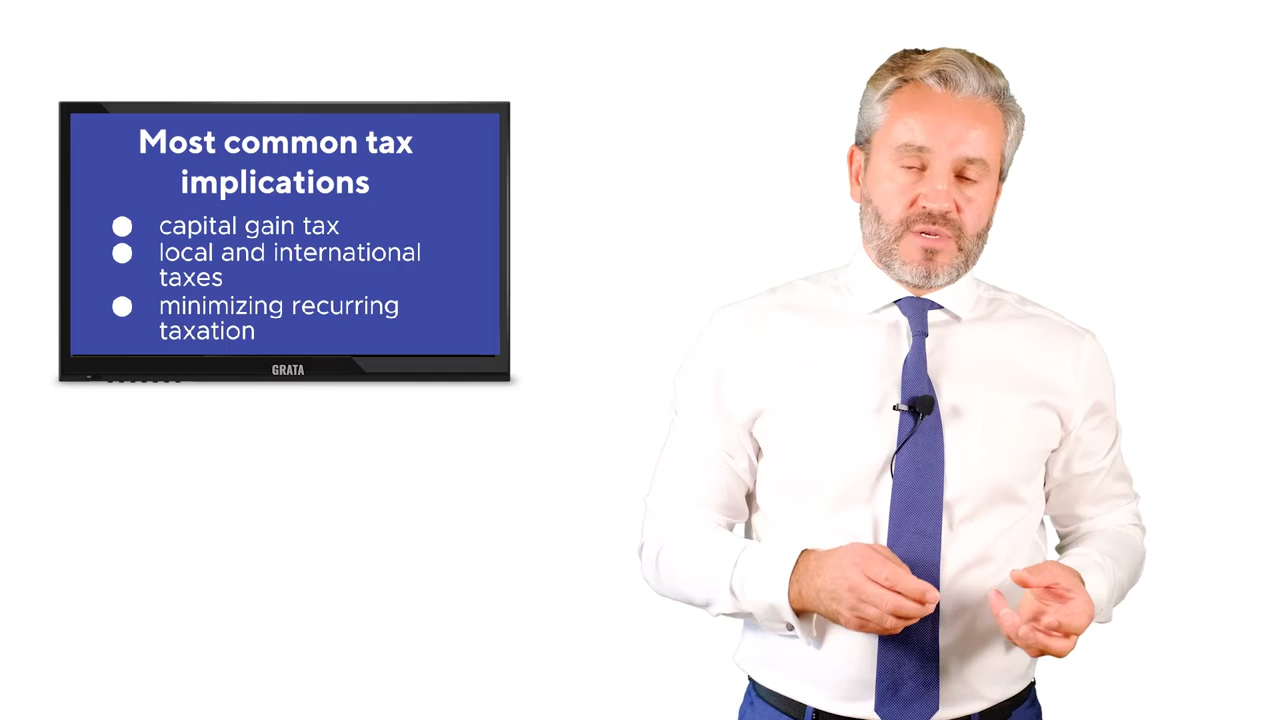 Most common tax
implications
capital gain tax
local and international
taxes
minimizing recurring
taxation
GRATA